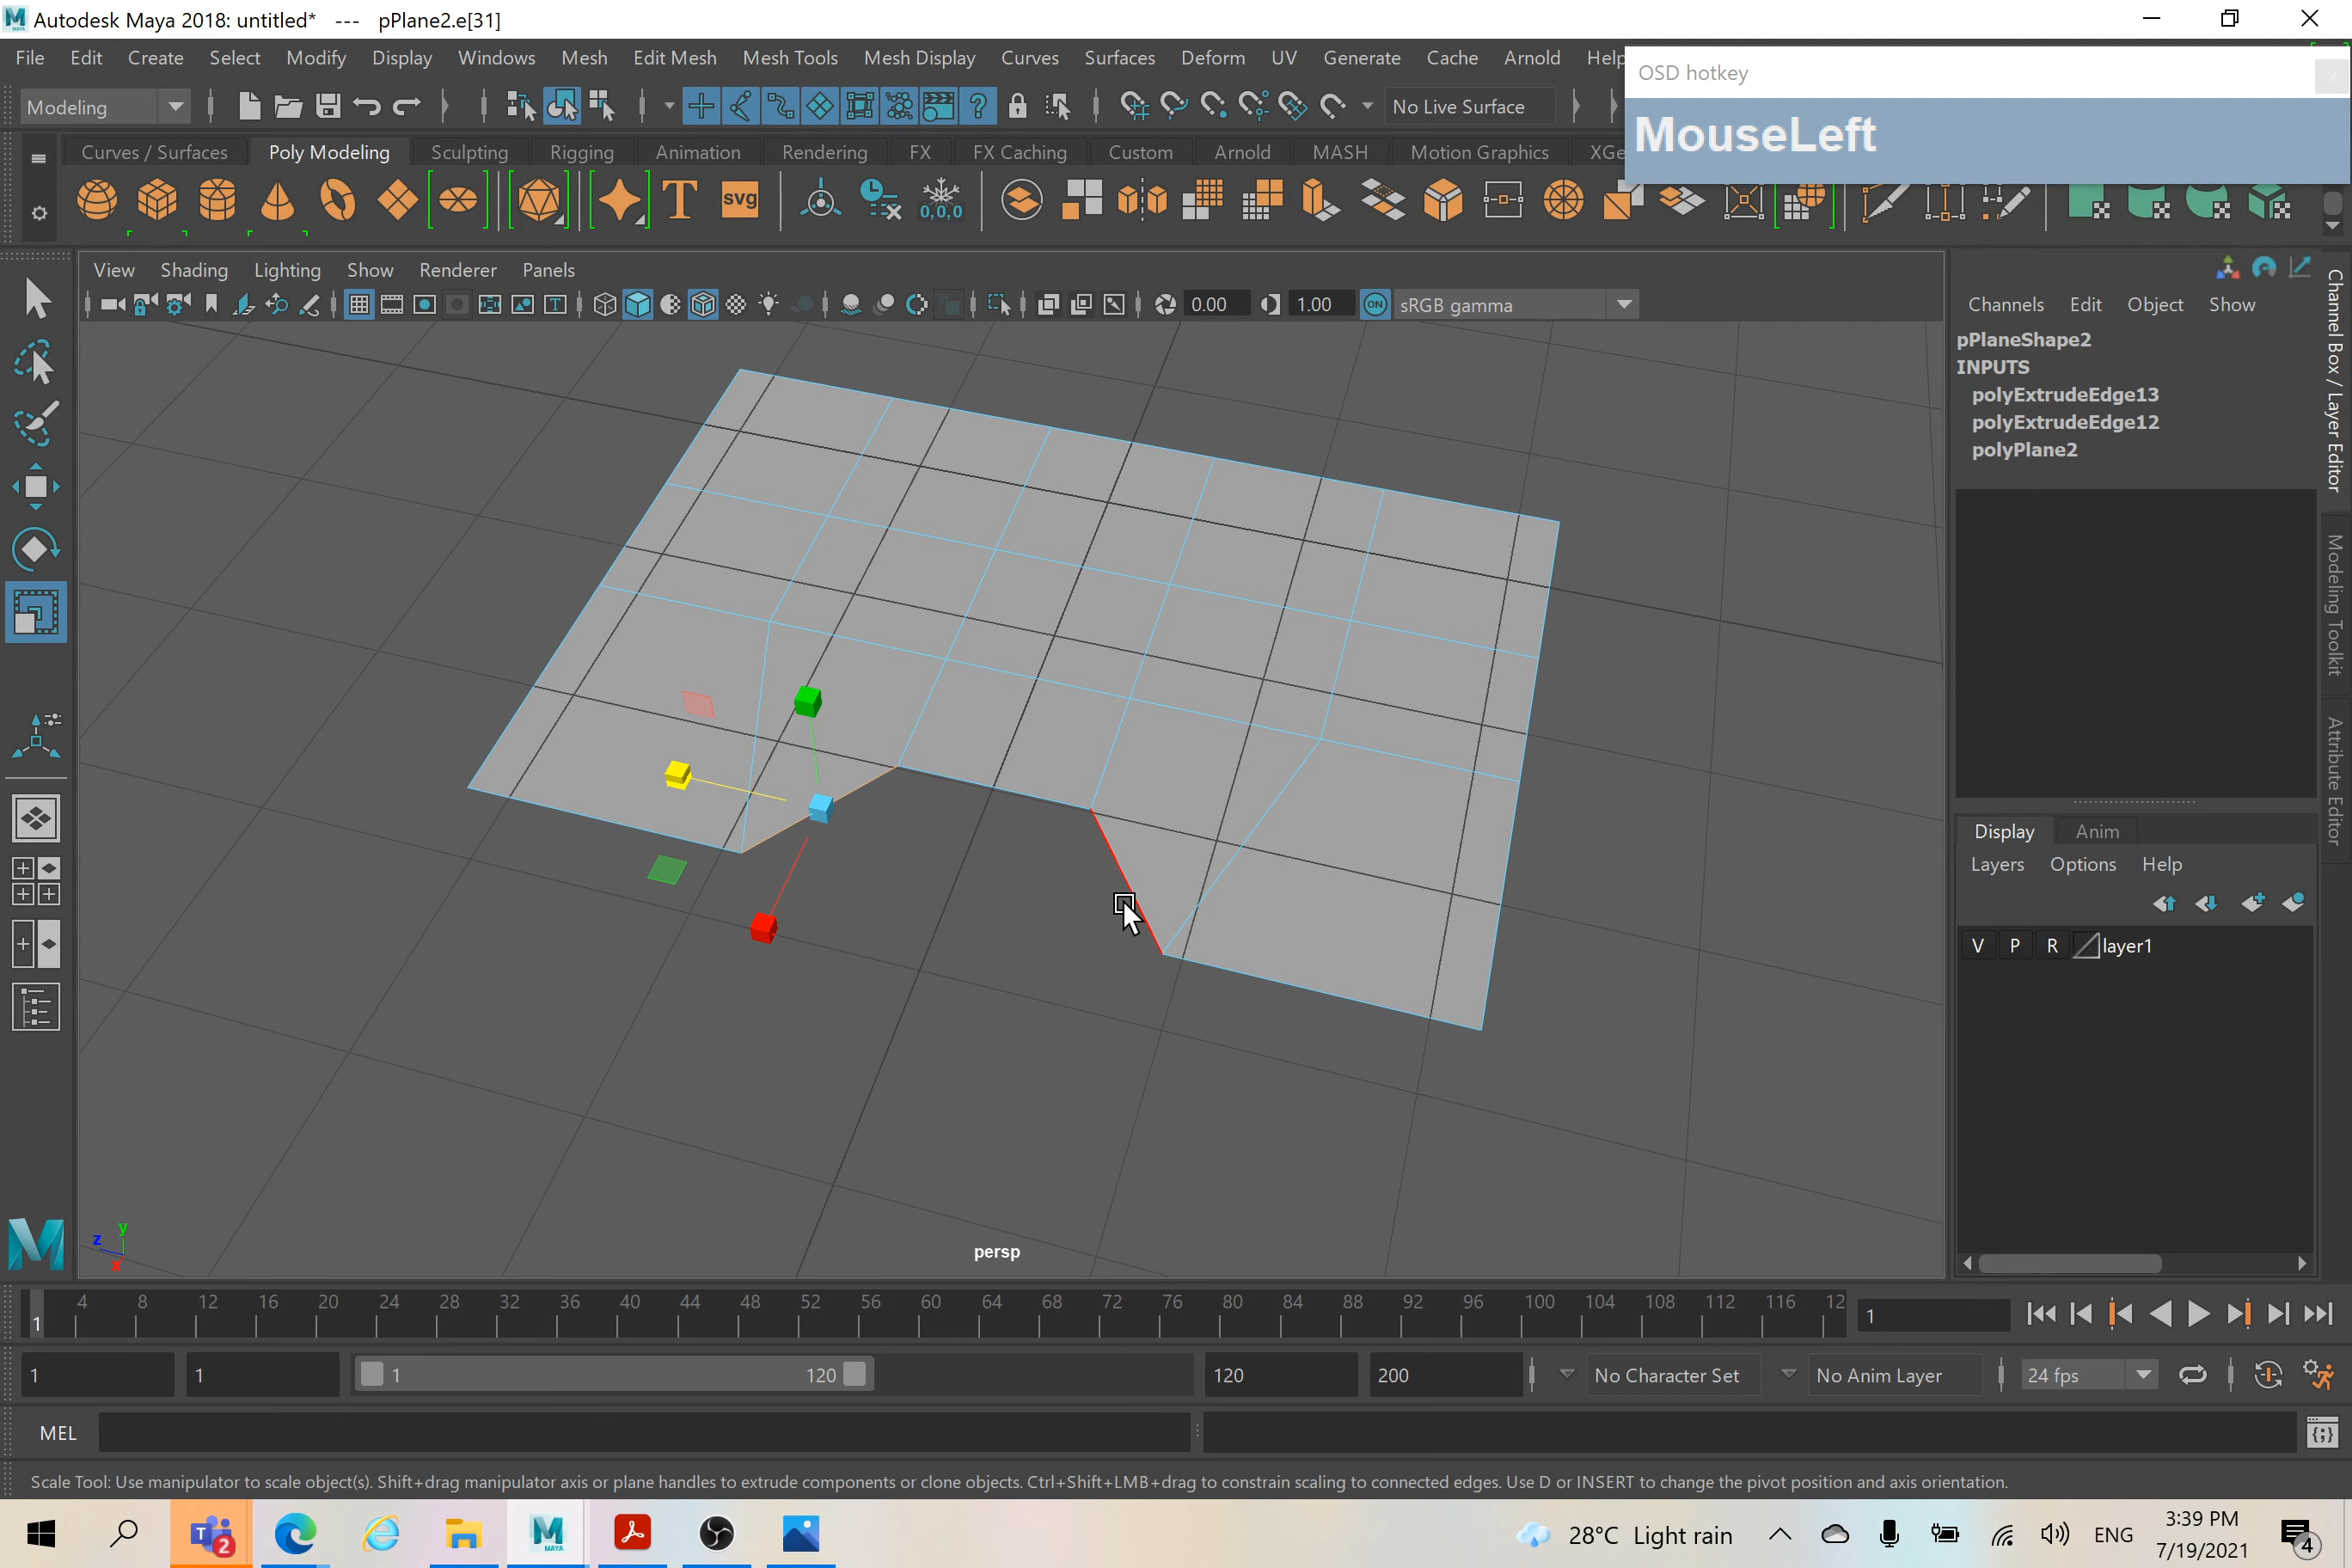 Autodesk Maya 2018: untitled* --- pPlane2.e[31]
File Edit Create Select Modify Display Windows Mesh Edit Mesh Mesh Tools Mesh Display Curves Surfaces Deform UV Generate Cache Arnold Help
OSD hotkey
MouseLeft
Modeling
No Live Surface
Curves / Surfaces Poly Modeling Sculpting Rigging Animation Rendering FX FX Caching Custom Arnold MASH Motion Graphics XGe
T svg 0,0,0
View Shading Lighting Show Renderer Panels
0.00 1.00 ON sRGB gamma
Channels Edit Object Show
pPlaneShape2
INPUTS
polyExtrudeEdge13
polyExtrudeEdge12
polyPlane2
Channel Box / Layer Editor
Modeling Toolkit
Attribute Editor
Display Anim
Layers Options Help
V P R layer1
z y x
persp
4 8 12 16 20 24 28 32 36 40 44 48 52 56 60 64 68 72 76 80 84 88 92 96 100 104 108 112 116 12
1
1
1 1 1 120 120 200 No Character Set No Anim Layer 24 fps
MEL
Scale Tool: Use manipulator to scale object(s). Shift+drag manipulator axis or plane handles to extrude components or clone objects. Ctrl+Shift+LMB+drag to constrain scaling to connected edges. Use D or INSERT to change the pivot position and axis orientation.
28°C Light rain ENG
3:39 PM
7/19/2021
2
4